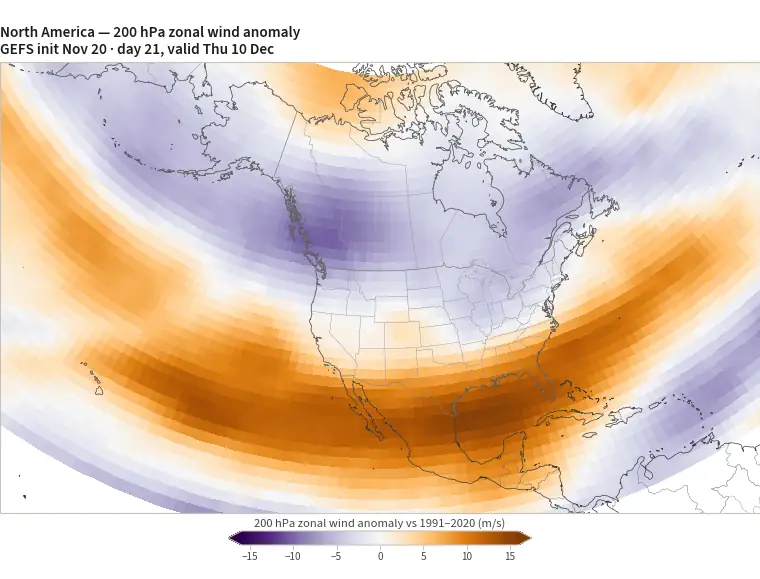 North America — 200 hPa zonal wind anomaly
GEFS init Nov 20 · day 21, valid Thu 10 Dec
200 hPa zonal wind anomaly vs 1991–2020 (m/s)
−15 −10 −5 0 5 10 15